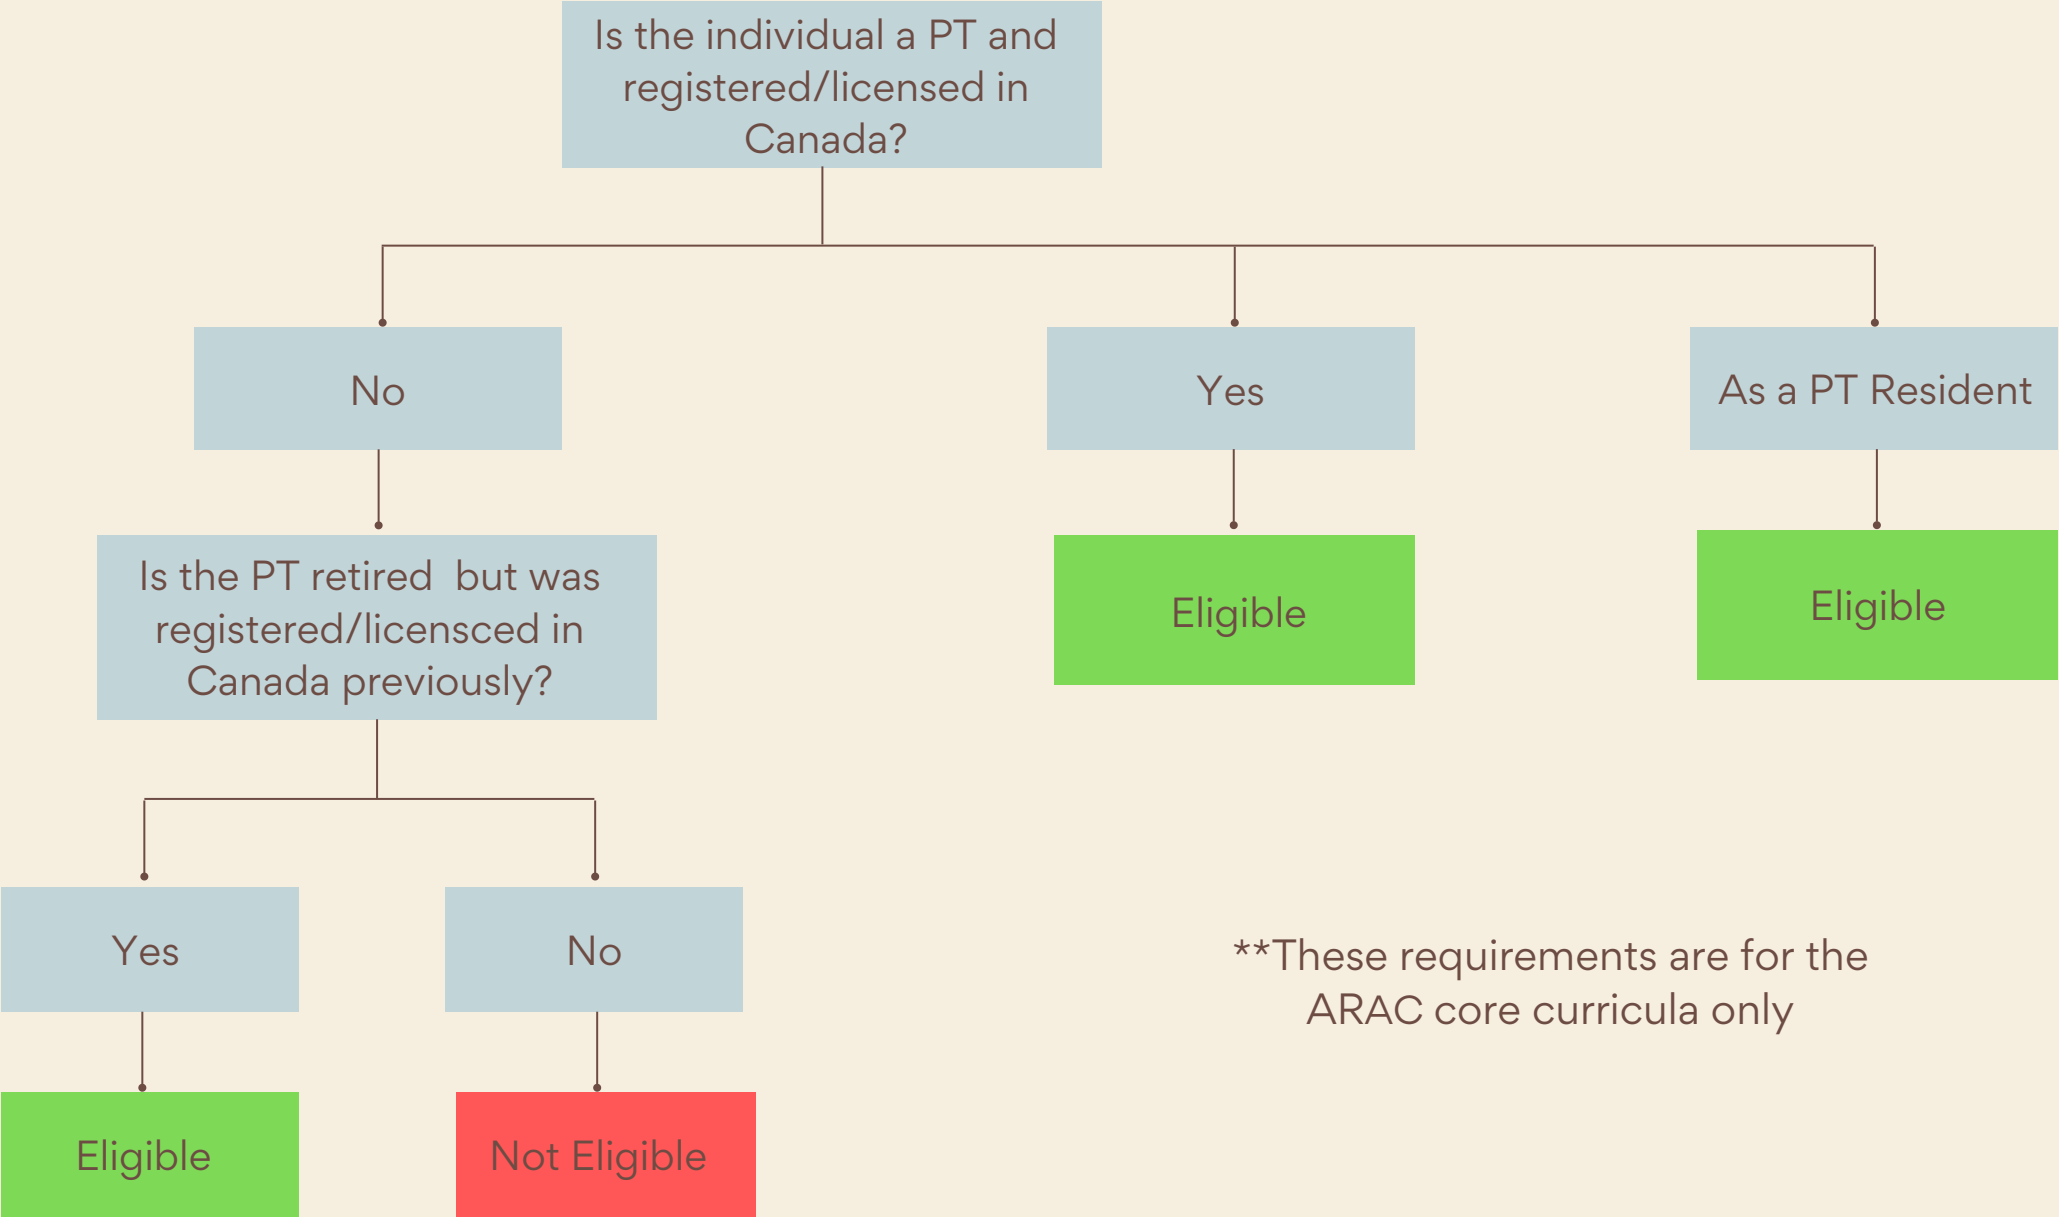 Is the individual a PT and
registered/licensed in
Canada?
No
Yes
As a PT Resident
Is the PT retired  but was
registered/licensced in
Canada previously?
Eligible
Eligible
Yes
No
**These requirements are for the
ARAC core curricula only
Eligible
Not Eligible